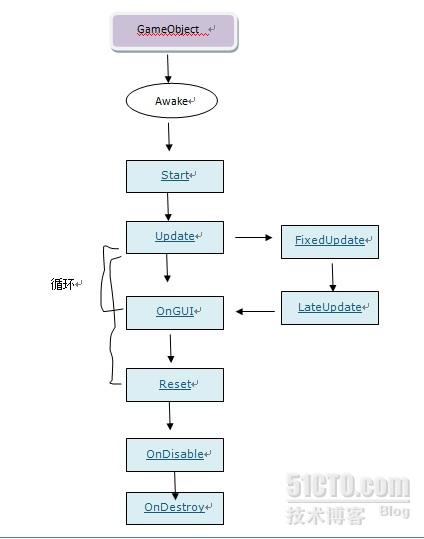 GameObject
Awake
Start
Update
FixedUpdate
循环
OnGUI
LateUpdate
Reset
OnDisable
OnDestroy
51CTO.com
技术博客 Blog